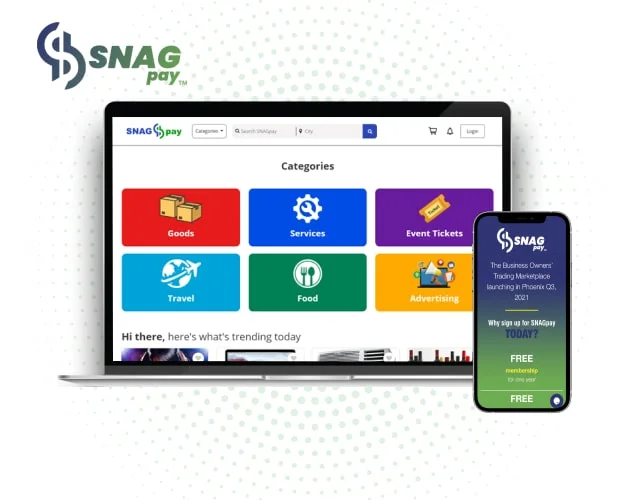 SNAG
pay™
SNAG pay
Categories
Search SNAGpay
City
Login
Categories
Goods
Services
Event Tickets
Travel
Food
Advertising
Hi there, here's what's trending today
SNAG
pay
The Business Owners'
Trading Marketplace
launching in Phoenix Q3,
2021
Why sign up for SNAGpay
TODAY?
FREE
membership
for one year
FREE